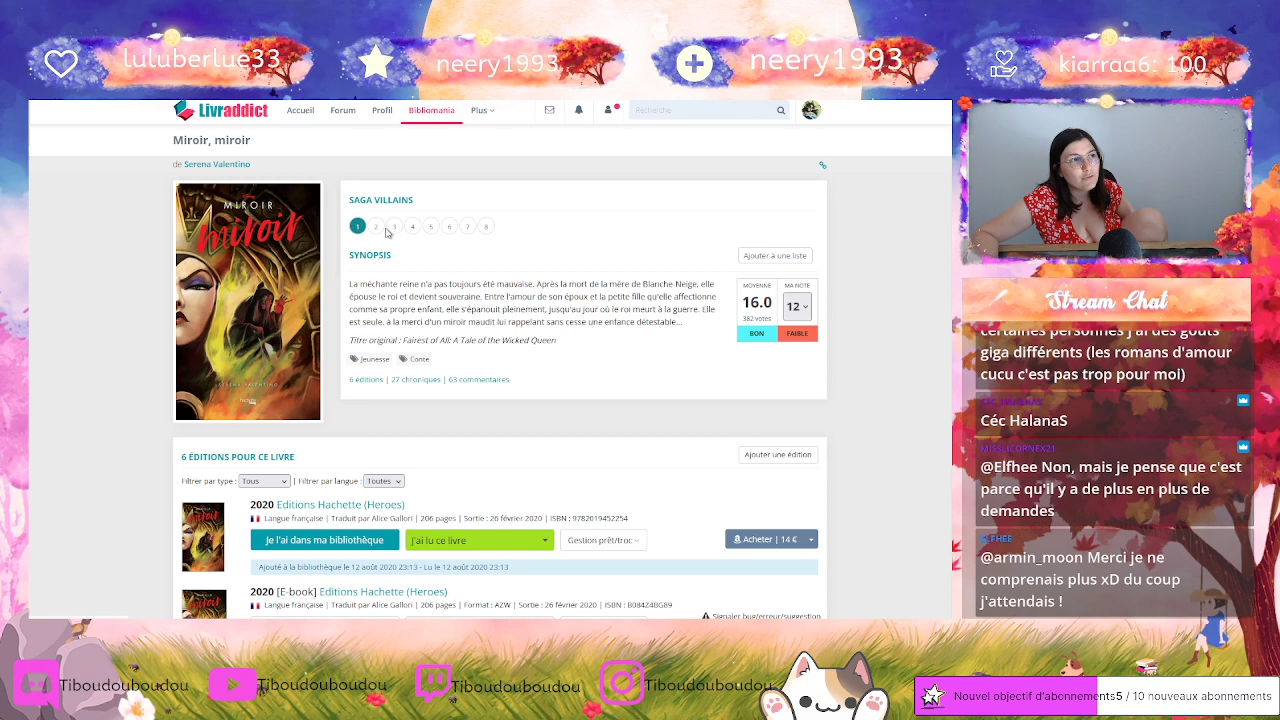 luluberlue33
neery1993
neery1993
kiarraa6: 100
Livraddict
Accueil
Forum
Profil
Bibliomania
Plus
Recherche
Miroir, miroir
de Serena Valentino
MIROIR
miroir
SAGA VILLAINS
1 2 3 4 5 6 7 8
SYNOPSIS
Ajouter à une liste
La méchante reine n'a pas toujours été mauvaise. Après la mort de la mère de Blanche-Neige, elle
épouse le roi et devient souveraine. Entre l'amour de son époux et la petite fille qu'elle affectionne
comme sa propre enfant, elle s'épanouit pleinement, jusqu'au jour où le roi meurt à la guerre. Elle
est seule, à la merci d'un miroir maudit lui rappelant sans cesse une enfance détestable...
Titre original : Fairest of All: A Tale of the Wicked Queen
Jeunesse
Conte
6 éditions | 27 chroniques | 63 commentaires
MOYENNE
16.0
382 votes
BON
MA NOTE
12
FAIBLE
6 ÉDITIONS POUR CE LIVRE
Ajouter une édition
Filtrer par type : Tous | Filtrer par langue : Toutes
2020 Editions Hachette (Heroes)
Langue française | Traduit par Alice Gallori | 206 pages | Sortie : 26 février 2020 | ISBN : 9782019452254
Je l'ai dans ma bibliothèque
J'ai lu ce livre
Gestion prêt/troc
Acheter | 14 €
Ajouté à la bibliothèque le 12 août 2020 23:13 - Lu le 12 août 2020 23:13
2020 [E-book] Editions Hachette (Heroes)
Langue française | Traduit par Alice Gallori | 206 pages | Format : AZW | Sortie : 26 février 2020 | ISBN : B084Z4BG89
Signaler bug/erreur/suggestion
Stream Chat
certaines personnes j'ai des goûts
giga différents (les romans d'amour
cucu c'est pas trop pour moi)
Céc HalanaS
MISSLICORNEX21
@Elfhee Non, mais je pense que c'est
parce qu'il y a de plus en plus de
demandes
ELFHEE
@armin_moon Merci je ne
comprenais plus xD du coup
j'attendais !
Tiboudouboudou
Tiboudouboudou
Tiboudouboudou
Tiboudouboudou
Nouvel objectif d'abonnements 5 / 10 nouveaux abonnements